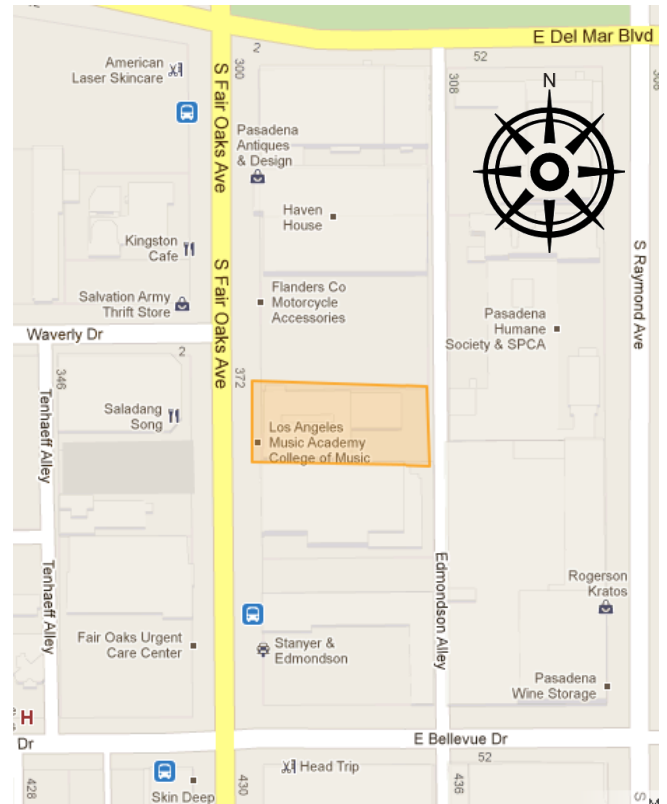 E Del Mar Blvd
2
52
American
Laser Skincare
300
308
N
S Fair Oaks Ave
Pasadena
Antiques
& Design
Haven
House
Kingston
Cafe
S Raymond Ave
Flanders Co
Motorcycle
Accessories
Salvation Army
Thrift Store
S Fair Oaks Ave
Pasadena
Humane
Society & SPCA
Waverly Dr
2
346
372
Tenhaeff Alley
Saladang
Song
Los Angeles
Music Academy
College of Music
Tenhaeff Alley
Edmondson Alley
Rogerson
Kratos
Fair Oaks Urgent
Care Center
Stanyer &
Edmondson
Pasadena
Wine Storage
H
Dr
E Bellevue Dr
52
Head Trip
428
430
436
Skin Deep
S